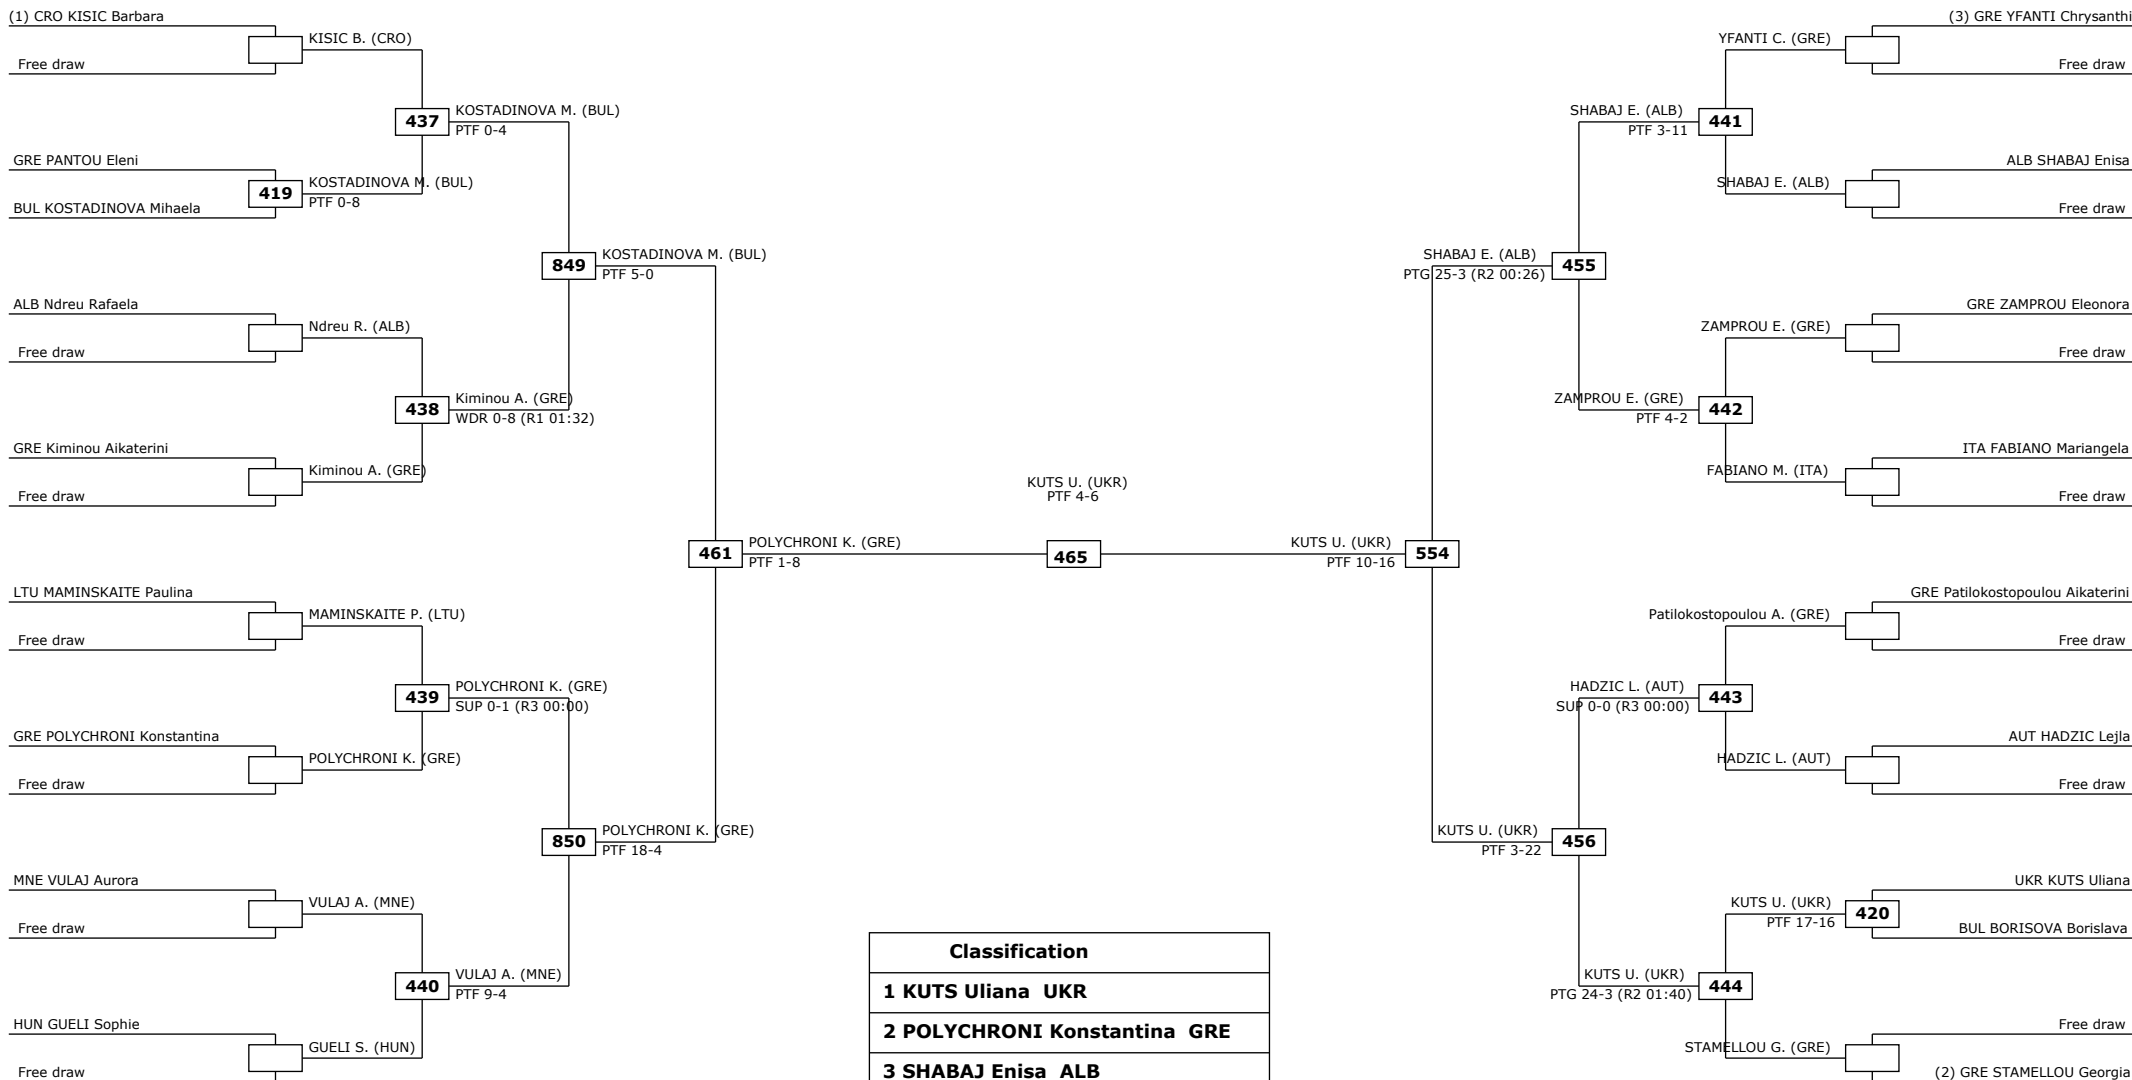 (1) CRO KISIC Barbara
KISIC B. (CRO)
Free draw
437
KOSTADINOVA M. (BUL)
PTF 0-4
GRE PANTOU Eleni
419
KOSTADINOVA M. (BUL)
PTF 0-8
BUL KOSTADINOVA Mihaela
849
KOSTADINOVA M. (BUL)
PTF 5-0
ALB Ndreu Rafaela
Ndreu R. (ALB)
Free draw
438
Kiminou A. (GRE)
WDR 0-8 (R1 01:32)
GRE Kiminou Aikaterini
Kiminou A. (GRE)
Free draw
461
POLYCHRONI K. (GRE)
PTF 1-8
LTU MAMINSKAITE Paulina
MAMINSKAITE P. (LTU)
Free draw
439
POLYCHRONI K. (GRE)
SUP 0-1 (R3 00:00)
GRE POLYCHRONI Konstantina
POLYCHRONI K. (GRE)
Free draw
850
POLYCHRONI K. (GRE)
PTF 18-4
MNE VULAJ Aurora
VULAJ A. (MNE)
Free draw
440
VULAJ A. (MNE)
PTF 9-4
HUN GUELI Sophie
GUELI S. (HUN)
Free draw
KUTS U. (UKR)
PTF 4-6
465
Classification
1 KUTS Uliana UKR
2 POLYCHRONI Konstantina GRE
3 SHABAJ Enisa ALB
(3) GRE YFANTI Chrysanthi
YFANTI C. (GRE)
Free draw
SHABAJ E. (ALB)
PTF 3-11
441
ALB SHABAJ Enisa
SHABAJ E. (ALB)
Free draw
SHABAJ E. (ALB)
PTG 25-3 (R2 00:26)
455
GRE ZAMPROU Eleonora
ZAMPROU E. (GRE)
Free draw
ZAMPROU E. (GRE)
PTF 4-2
442
ITA FABIANO Mariangela
FABIANO M. (ITA)
Free draw
KUTS U. (UKR)
PTF 10-16
554
GRE Patilokostopoulou Aikaterini
Patilokostopoulou A. (GRE)
Free draw
HADZIC L. (AUT)
SUP 0-0 (R3 00:00)
443
AUT HADZIC Lejla
HADZIC L. (AUT)
Free draw
KUTS U. (UKR)
PTF 3-22
456
UKR KUTS Uliana
KUTS U. (UKR)
PTF 17-16
420
BUL BORISOVA Borislava
KUTS U. (UKR)
PTG 24-3 (R2 01:40)
444
Free draw
STAMELLOU G. (GRE)
(2) GRE STAMELLOU Georgia